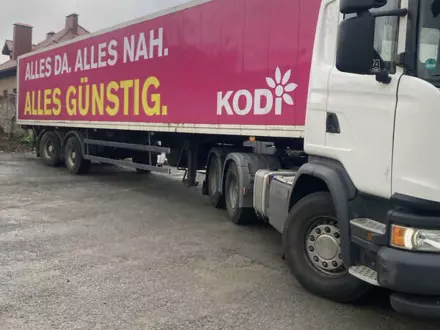 ALLES DA. ALLES NAH.
ALLES GÜNSTIG.
KODi